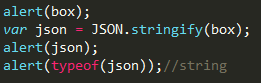 alert(box);
var json = JSON.stringify(box);
alert(json);
alert(typeof(json));//string